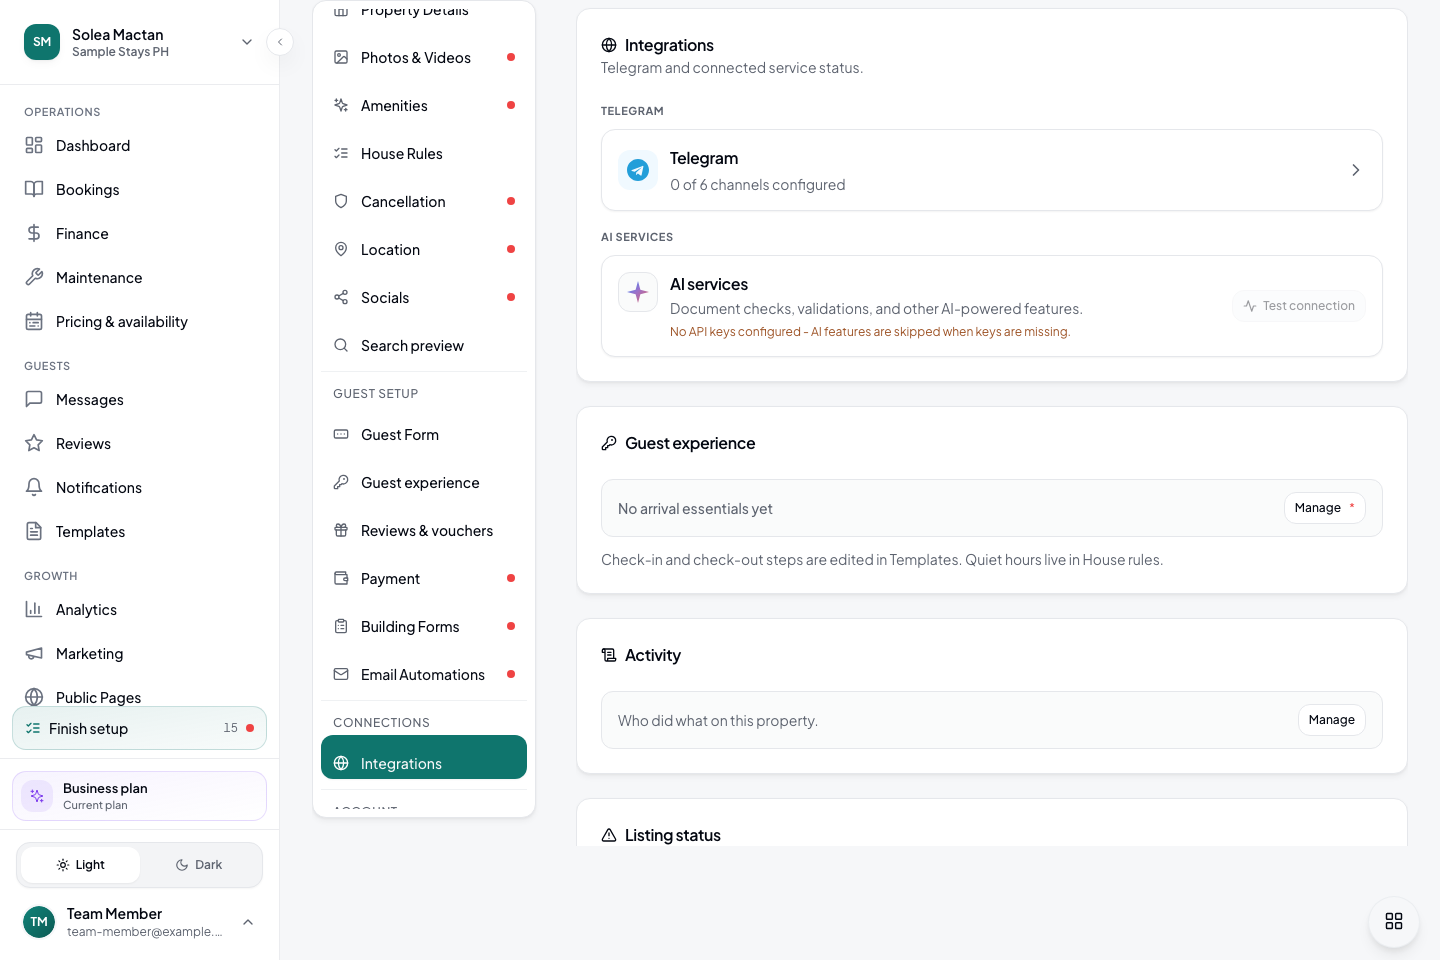 SM
Solea Mactan
Sample Stays PH
OPERATIONS
Dashboard
Bookings
Finance
Maintenance
Pricing & availability
GUESTS
Messages
Reviews
Notifications
Templates
GROWTH
Analytics
Marketing
Public Pages
Finish setup 15
Business plan
Current plan
Light Dark
TM
Team Member
team-member@example....
Property Details
Photos & Videos
Amenities
House Rules
Cancellation
Location
Socials
Search preview
GUEST SETUP
Guest Form
Guest experience
Reviews & vouchers
Payment
Building Forms
Email Automations
CONNECTIONS
Integrations
ACCOUNT
Integrations
Telegram and connected service status.
TELEGRAM
Telegram
0 of 6 channels configured
AI SERVICES
AI services
Document checks, validations, and other AI-powered features.
No API keys configured - AI features are skipped when keys are missing.
Test connection
Guest experience
No arrival essentials yet
Manage *
Check-in and check-out steps are edited in Templates. Quiet hours live in House rules.
Activity
Who did what on this property.
Manage
Listing status